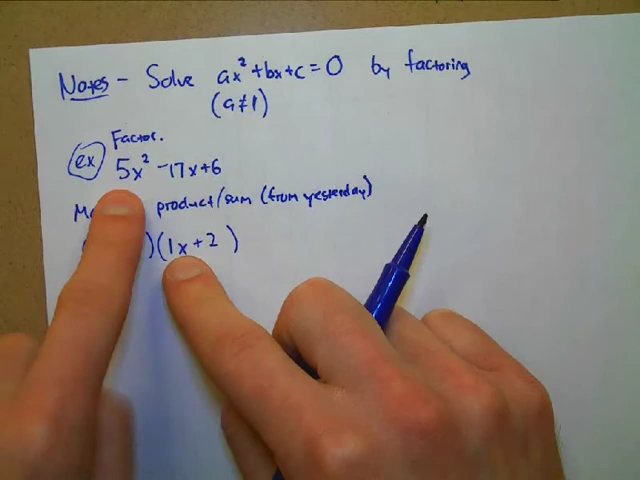 Notes - Solve ax² + bx + c = 0 by factoring
(a≠1)
ex Factor.
5x² - 17x + 6
product/sum (from yesterday)
)(1x + 2 )